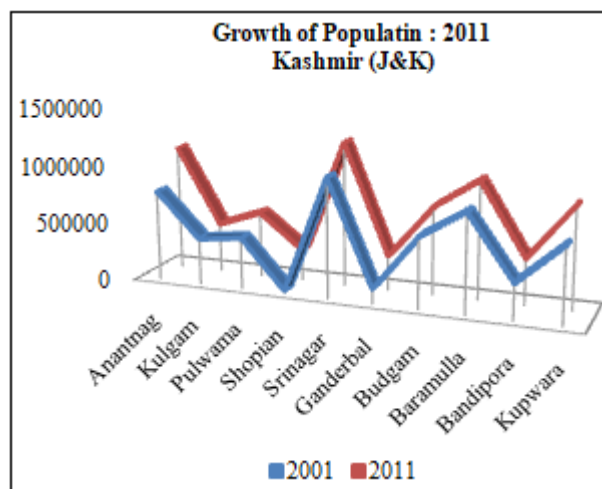 Growth of Populatin : 2011
Kashmir (J&K)
1500000
1000000
500000
0
Anantnag
Kulgam
Pulwama
Shopian
Srinagar
Ganderbal
Budgam
Baramulla
Bandipora
Kupwara
2001 2011